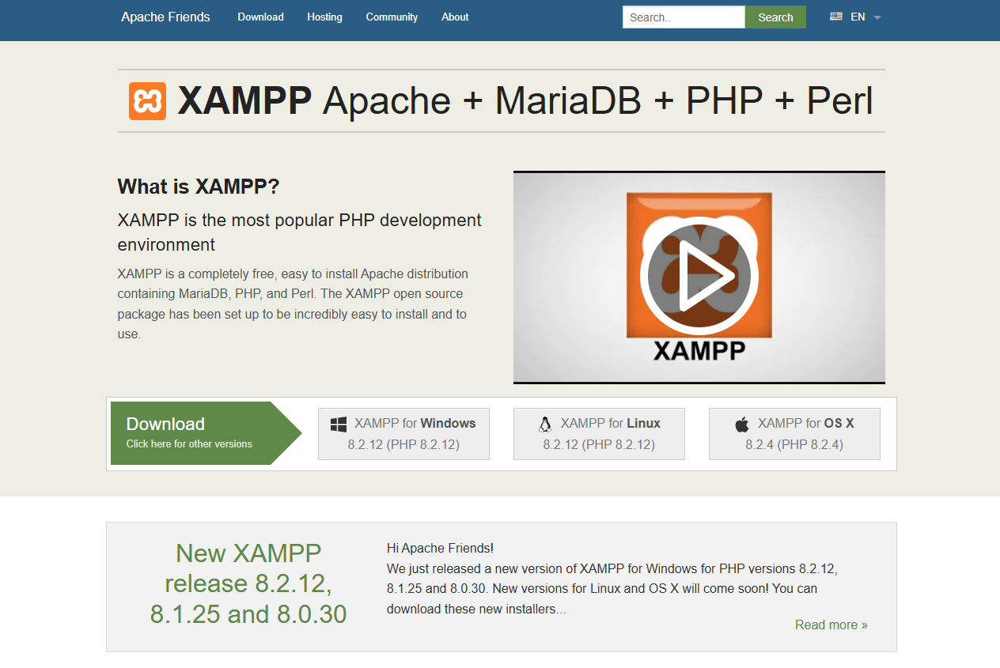 Apache Friends Download Hosting Community About Search.. Search EN
XAMPP Apache + MariaDB + PHP + Perl
What is XAMPP?
XAMPP is the most popular PHP development
environment
XAMPP is a completely free, easy to install Apache distribution
containing MariaDB, PHP, and Perl. The XAMPP open source
package has been set up to be incredibly easy to install and to
use.
XAMPP
Download
Click here for other versions
XAMPP for Windows
8.2.12 (PHP 8.2.12)
XAMPP for Linux
8.2.12 (PHP 8.2.12)
XAMPP for OS X
8.2.4 (PHP 8.2.4)
New XAMPP
release 8.2.12,
8.1.25 and 8.0.30
Hi Apache Friends!
We just released a new version of XAMPP for Windows for PHP versions 8.2.12,
8.1.25 and 8.0.30. New versions for Linux and OS X will come soon! You can
download these new installers...
Read more »